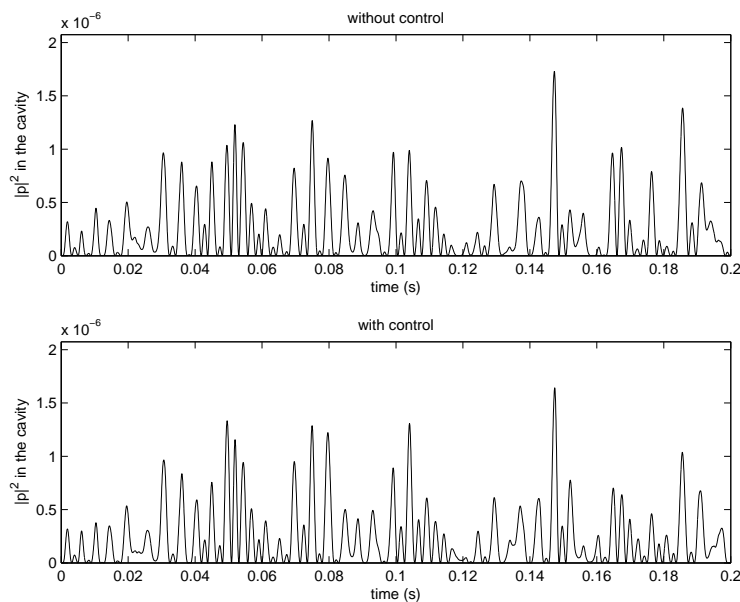 without control
x 10⁻⁶
2
1.5
1
0.5
0
|p|² in the cavity
0 0.02 0.04 0.06 0.08 0.1 0.12 0.14 0.16 0.18 0.2
time (s)
with control
x 10⁻⁶
2
1.5
1
0.5
0
|p|² in the cavity
0 0.02 0.04 0.06 0.08 0.1 0.12 0.14 0.16 0.18 0.2
time (s)